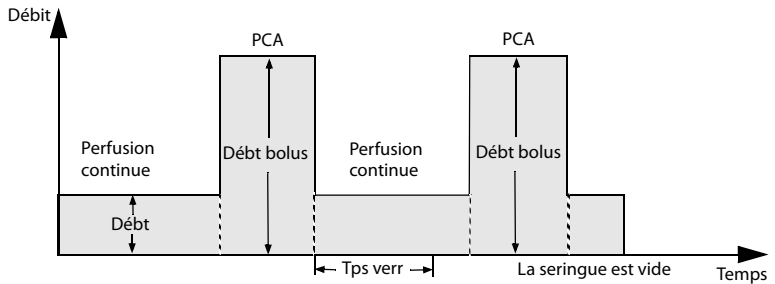 Débit
PCA
PCA
Perfusion
continue
Débt bolus
Perfusion
continue
Débt bolus
Débt
Tps verr
La seringue est vide
Temps